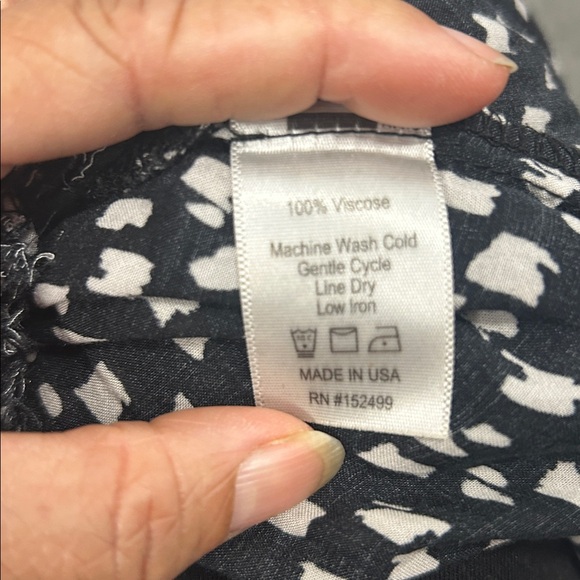 100% Viscose
Machine Wash Cold
Gentle Cycle
Line Dry
Low Iron
MADE IN USA
RN #152499